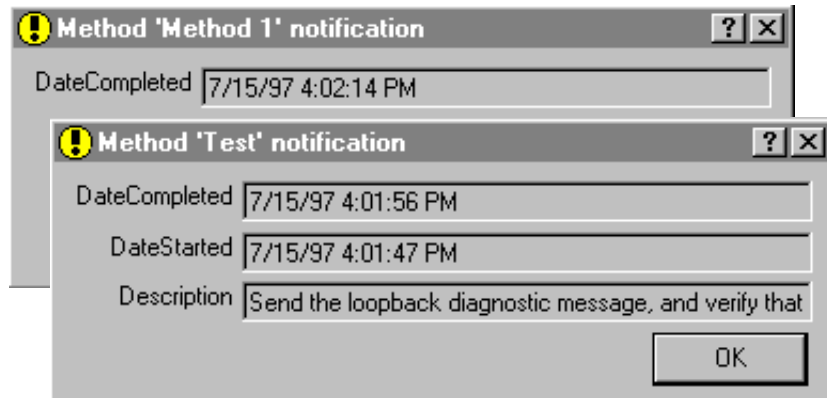 Method 'Method 1' notification
DateCompleted 7/15/97 4:02:14 PM
Method 'Test' notification
DateCompleted 7/15/97 4:01:56 PM
DateStarted 7/15/97 4:01:47 PM
Description Send the loopback diagnostic message, and verify that
OK